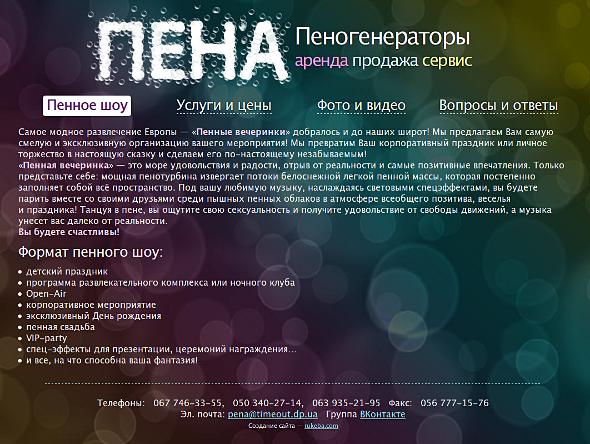 ПЕНА
Пеногенераторы
аренда продажа сервис
Пенное шоу Услуги и цены Фото и видео Вопросы и ответы
Самое модное развлечение Европы — «Пенные вечеринки» добралось и до наших широт! Мы предлагаем Вам самую
смелую и эксклюзивную организацию вашего мероприятия! Мы превратим Ваш корпоративный праздник или личное
торжество в настоящую сказку и сделаем его по-настоящему незабываемым!
«Пенная вечеринка» — это море удовольствия и радости, отрыв от реальности и самые позитивные впечатления. Только
представьте себе: мощная пенотурбина извергает потоки белоснежной легкой пенной массы, которая постепенно
заполняет собой всё пространство. Под вашу любимую музыку, наслаждаясь световыми спецэффектами, вы будете
парить вместе со своими друзьями среди пышных пенных облаков в атмосфере всеобщего позитива, веселья
и праздника! Танцуя в пене, вы ощутите свою сексуальность и получите удовольствие от свободы движений, а музыка
унесет вас далеко от реальности.
Вы будете счастливы!
Формат пенного шоу:
детский праздник
программа развлекательного комплекса или ночного клуба
Open-Air
корпоративное мероприятие
эксклюзивный День рождения
пенная свадьба
VIP-party
спец-эффекты для презентации, церемоний награждения...
и все, на что способна ваша фантазия!
Телефоны: 067 746-33-55, 050 340-27-14, 063 935-21-95 Факс: 056 777-15-76
Эл. почта: pena@timeout.dp.ua Группа ВКонтакте
Создание сайта — rukeba.com